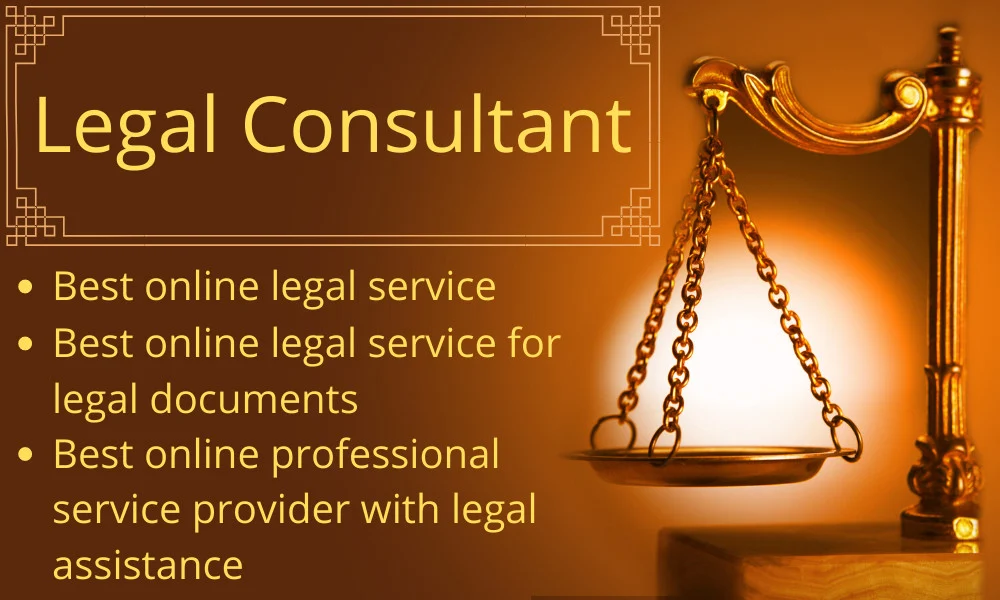 Legal Consultant
• Best online legal service
• Best online legal service for
legal documents
• Best online professional
service provider with legal
assistance